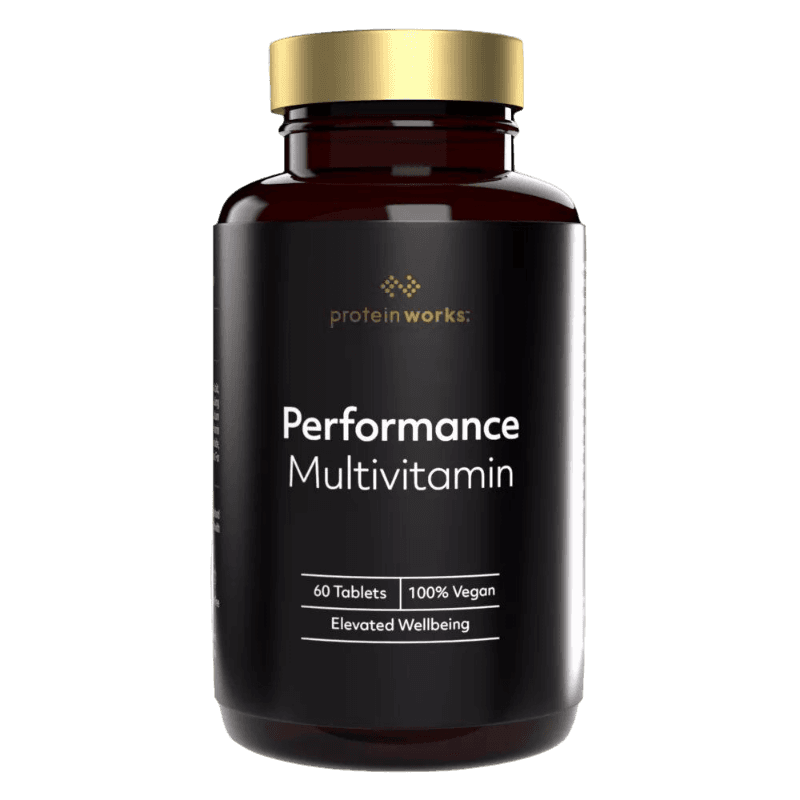 protein works:
Performance
Multivitamin
60 Tablets
100% Vegan
Elevated Wellbeing